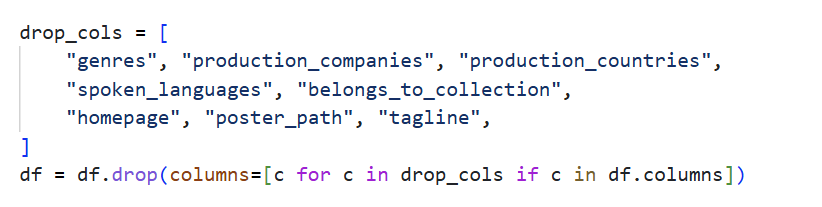 drop_cols = [
    "genres", "production_companies", "production_countries",
    "spoken_languages", "belongs_to_collection",
    "homepage", "poster_path", "tagline",
]
df = df.drop(columns=[c for c in drop_cols if c in df.columns])